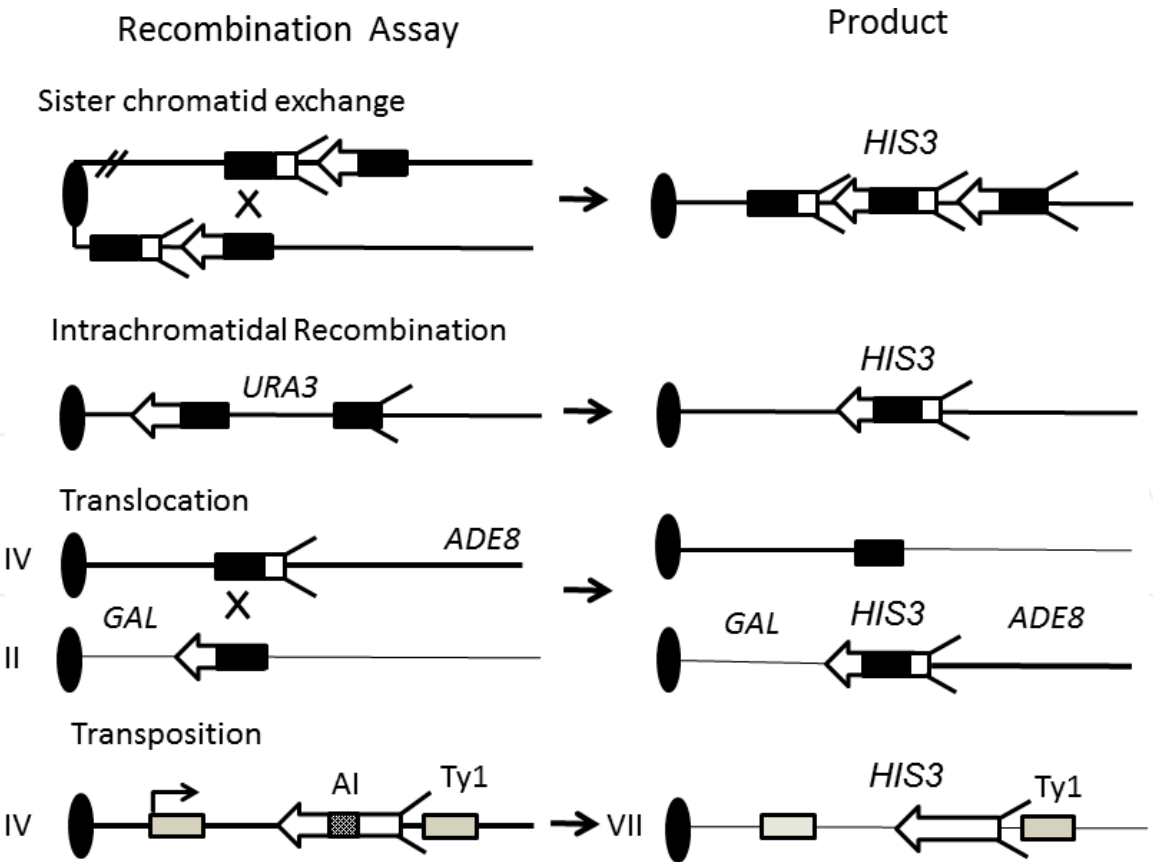 Recombination Assay
Product
Sister chromatid exchange
HIS3
Intrachromatidal Recombination
URA3
HIS3
Translocation
IV
ADE8
GAL
II
GAL
HIS3
ADE8
Transposition
IV
AI
Ty1
VII
HIS3
Ty1